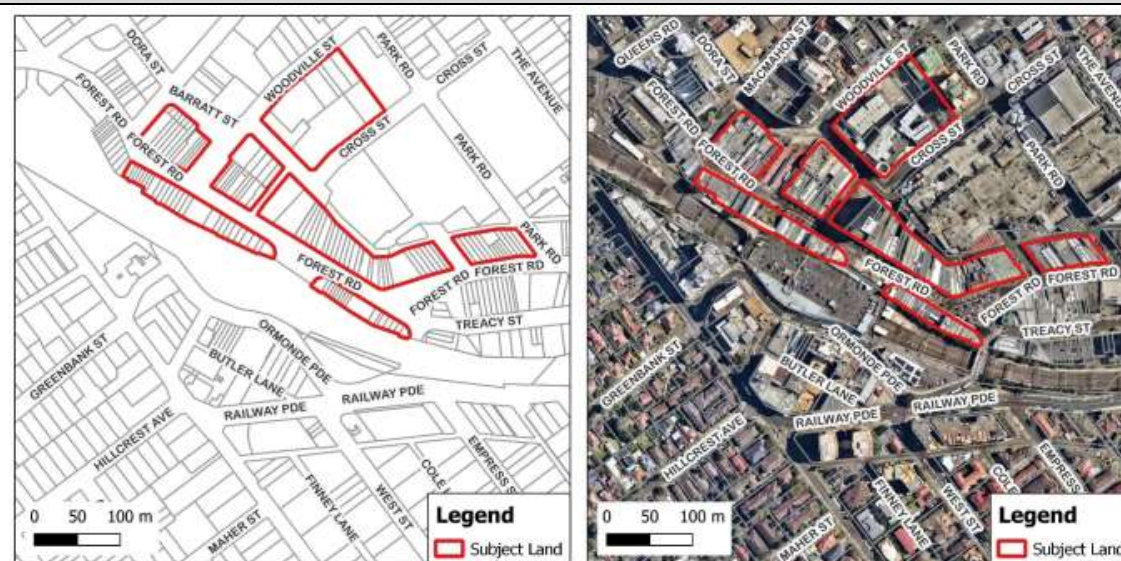 DORA ST
FOREST RD
BARRATT ST
FOREST RD
WOODVILLE ST
PARK RD
CROSS ST
THE AVENUE
CROSS ST
PARK RD
PARK RD
FOREST RD
FOREST RD
FOREST RD
TREACY ST
ORMONDE PDE
GREENBANK ST
BUTLER LANE
RAILWAY PDE
RAILWAY PDE
HILLCREST AVE
FINNEY LANE
WEST ST
COLE
EMPRESS S
MAHER ST
0 50 100 m
Legend
Subject Land
QUEENS RD
DORA ST
MACMAHON ST
FOREST RD
FOREST RD
WOODVILLE ST
PARK RD
CROSS ST
THE AVENUE
CROSS ST
PARK RD
FOREST RD
FOREST RD
FOREST RD
TREACY ST
ORMONDE PDE
GREENBANK ST
BUTLER LANE
RAILWAY PDE
RAILWAY PDE
HILLCREST AVE
FINNEY LANE
WEST ST
COLE
EMPRESS
MAHER ST
0 50 100 m
Legend
Subject Land